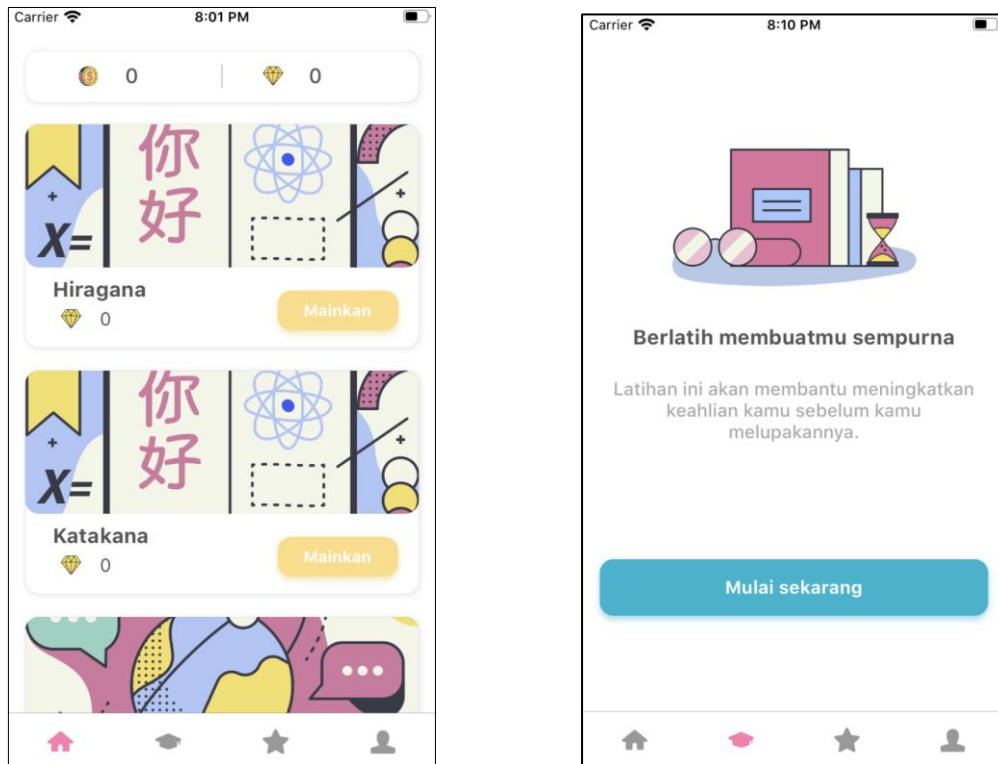 Carrier 8:01 PM
0 0
你好
X=
Hiragana
0
Mainkan
你好
X=
Katakana
0
Mainkan
Carrier 8:10 PM
Berlatih membuatmu sempurna
Latihan ini akan membantu meningkatkan
keahlian kamu sebelum kamu
melupakannya.
Mulai sekarang